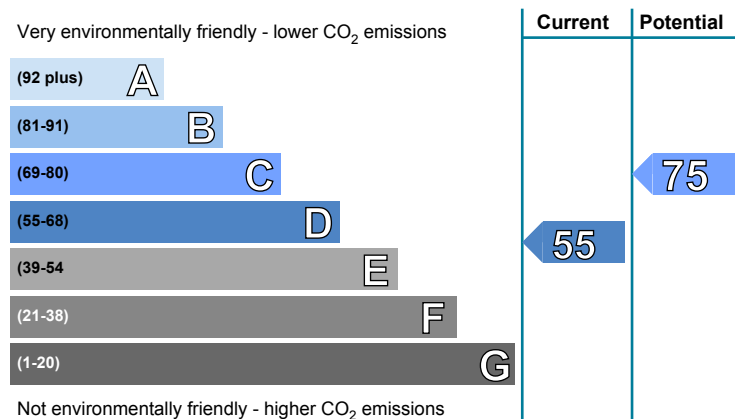 Very environmentally friendly - lower CO₂ emissions
Current
Potential
(92 plus) A
(81-91) B
(69-80) C
75
(55-68) D
55
(39-54 E
(21-38) F
(1-20) G
Not environmentally friendly - higher CO₂ emissions